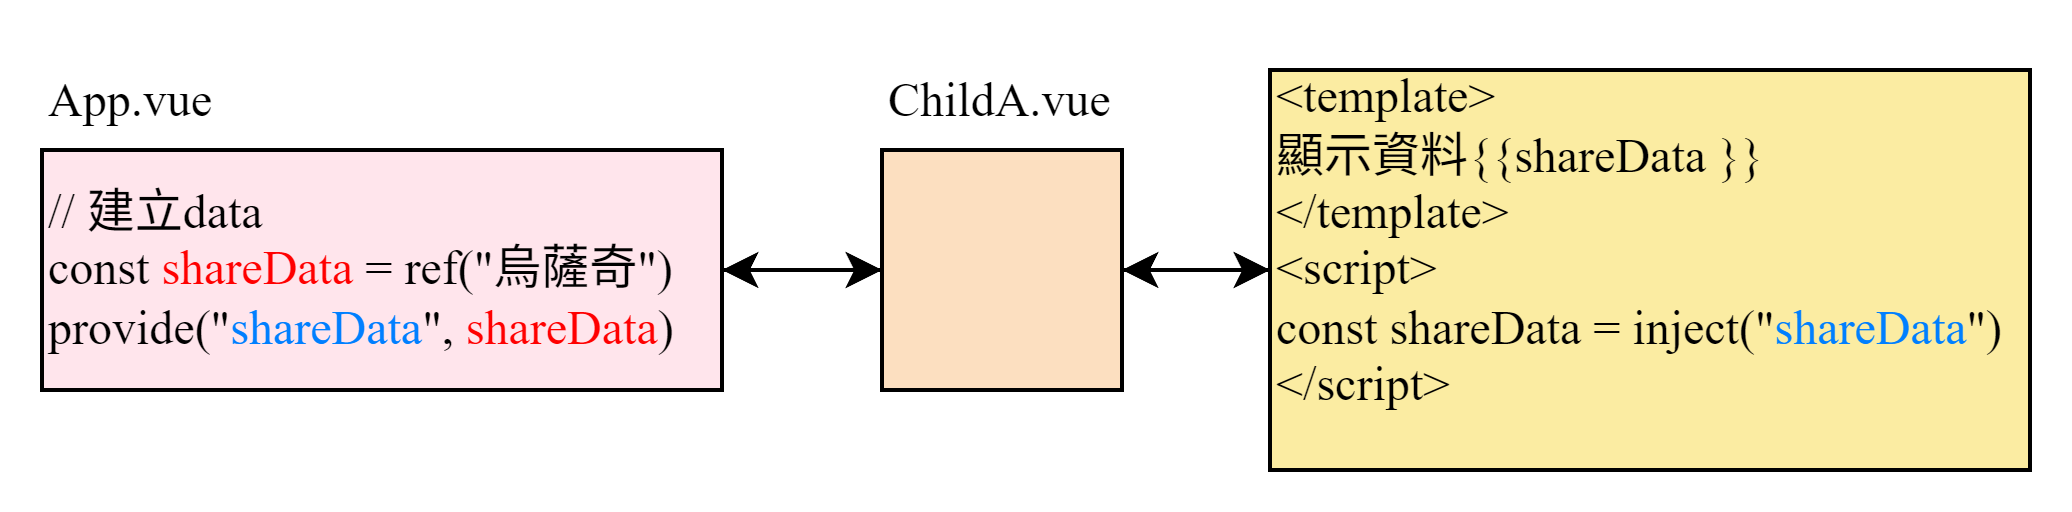 App.vue
// 建立data
const shareData = ref("烏薩奇")
provide("shareData", shareData)
ChildA.vue
<template>
顯示資料{{shareData }}
</template>
<script>
const shareData = inject("shareData")
</script>